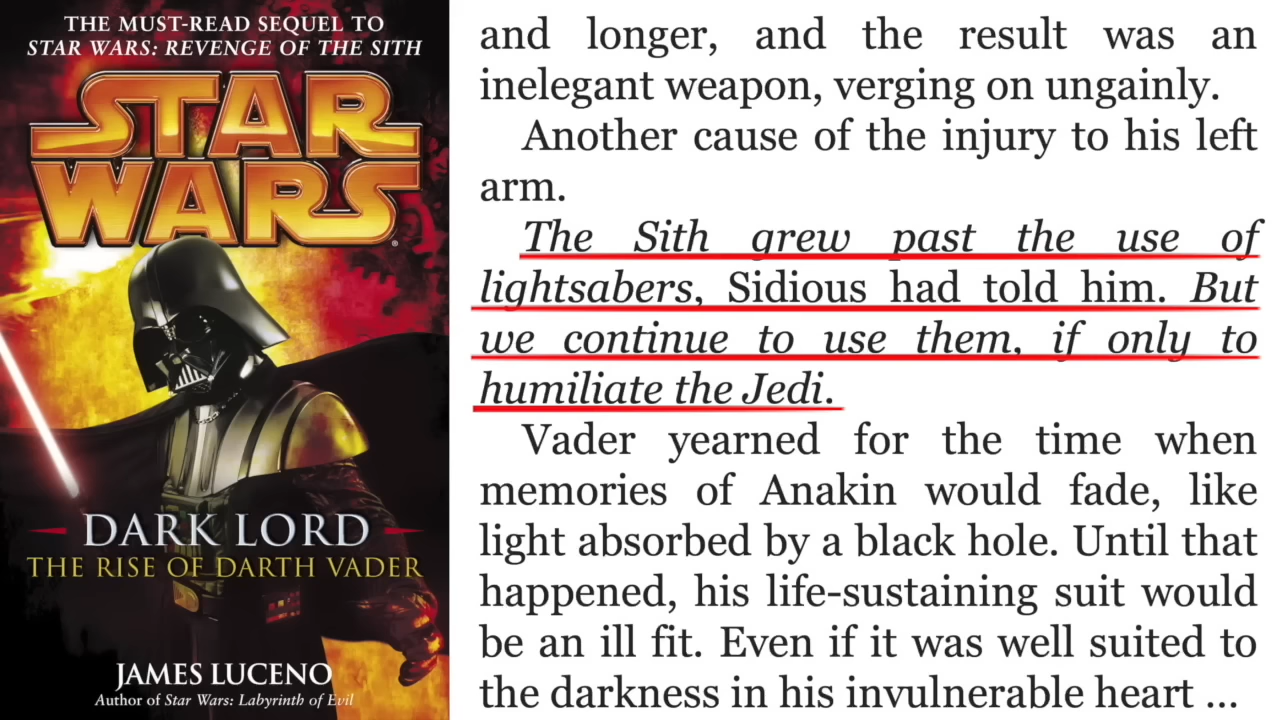 THE MUST-READ SEQUEL TO
STAR WARS: REVENGE OF THE SITH
STAR
WARS
®
DARK LORD
THE RISE OF DARTH VADER
JAMES LUCENO
Author of Star Wars: Labyrinth of Evil
and longer, and the result was an
inelegant weapon, verging on ungainly.
Another cause of the injury to his left
arm.
The Sith grew past the use of
lightsabers, Sidious had told him. But
we continue to use them, if only to
humiliate the Jedi.
Vader yearned for the time when
memories of Anakin would fade, like
light absorbed by a black hole. Until that
happened, his life-sustaining suit would
be an ill fit. Even if it was well suited to
the darkness in his invulnerable heart ...